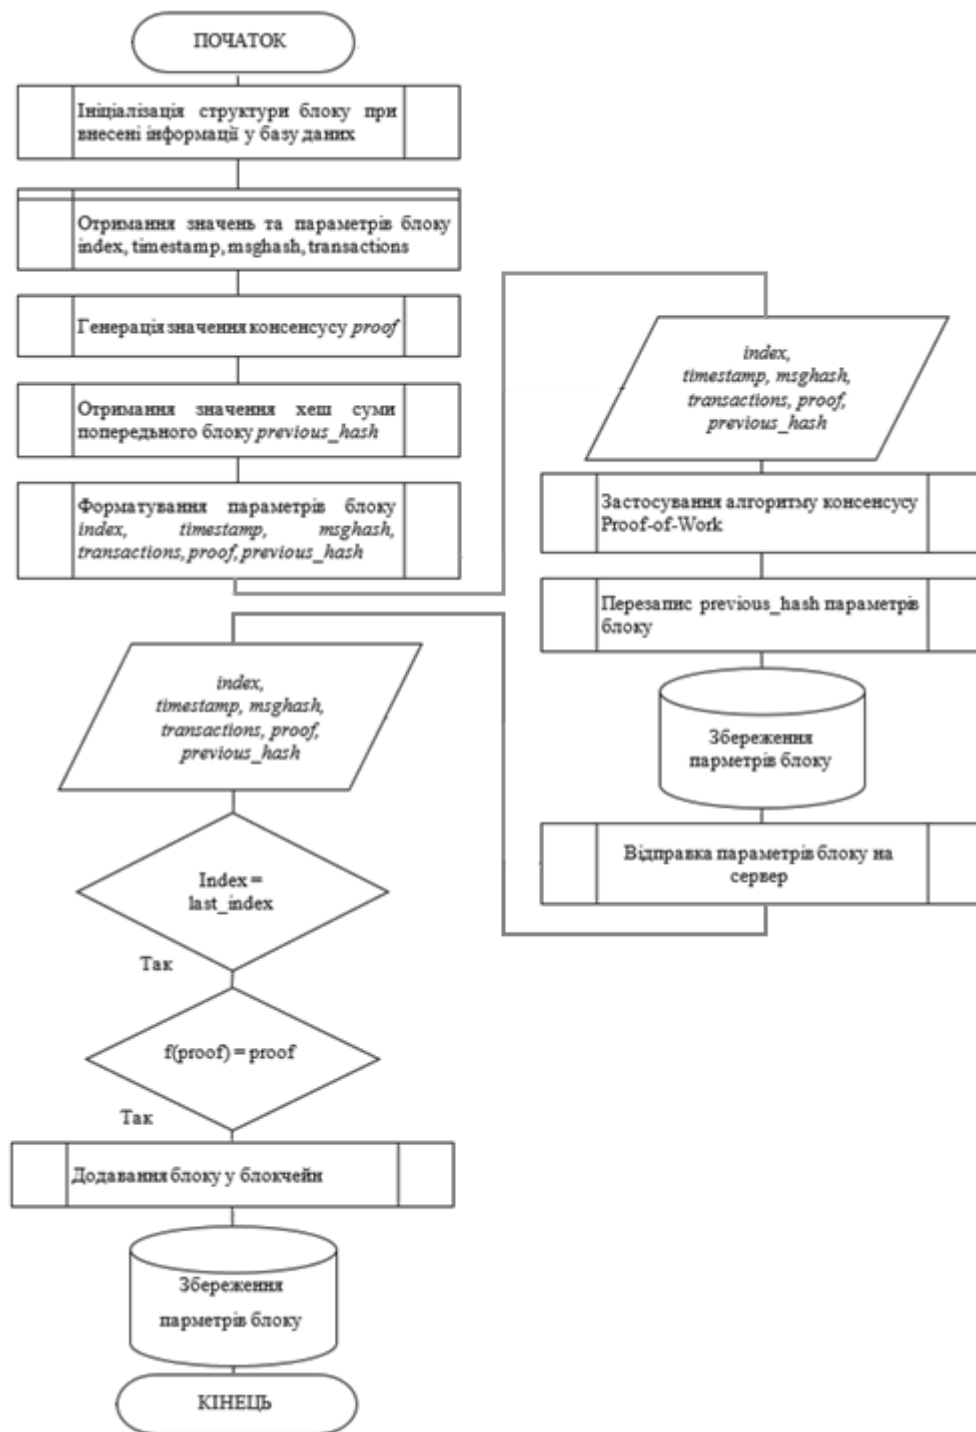 ПОЧАТОК
Ініціалізація структури блоку при
внесені інформації у базу даних
Отримання значень та параметрів блоку
index, timestamp, msghash, transactions
Генерація значення консенсусу proof
Отримання значення хеш суми
попередьного блоку previous_hash
Форматування параметрів блоку
index, timestamp, msghash,
transactions, proof, previous_hash
index,
timestamp, msghash,
transactions, proof,
previous_hash
Застосування алгоритму консенсусу
Proof-of-Work
Перезапис previous_hash параметрів
блоку
Збереження
парметрів блоку
Відправка параметрів блоку на
сервер
index,
timestamp, msghash,
transactions, proof,
previous_hash
Index =
last_index
Так
f(proof) = proof
Так
Додавання блоку у блокчейн
Збереження
парметрів блоку
КІНЕЦЬ